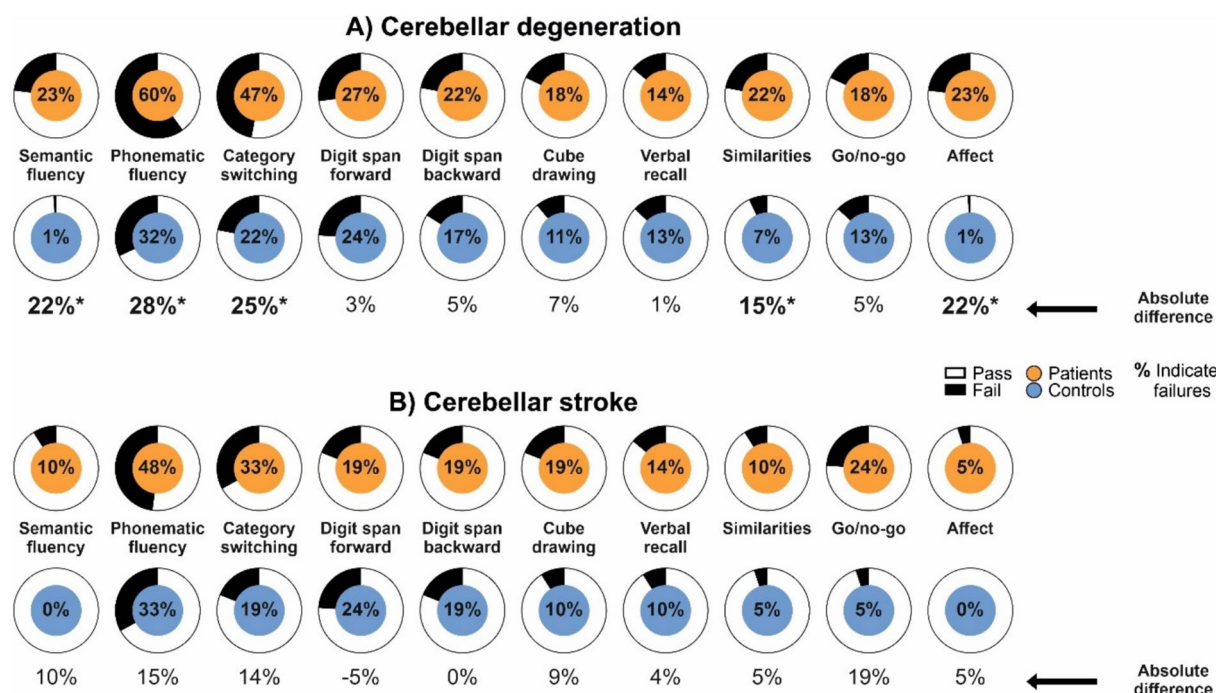 A) Cerebellar degeneration
23% 60% 47% 27% 22% 18% 14% 22% 18% 23%
Semantic fluency Phonematic fluency Category switching Digit span forward Digit span backward Cube drawing Verbal recall Similarities Go/no-go Affect
1% 32% 22% 24% 17% 11% 13% 7% 13% 1%
22%* 28%* 25%* 3% 5% 7% 1% 15%* 5% 22%* Absolute difference
Pass Patients % Indicate
Fail Controls failures
B) Cerebellar stroke
10% 48% 33% 19% 19% 19% 14% 10% 24% 5%
Semantic fluency Phonematic fluency Category switching Digit span forward Digit span backward Cube drawing Verbal recall Similarities Go/no-go Affect
0% 33% 19% 24% 19% 10% 10% 5% 5% 0%
10% 15% 14% -5% 0% 9% 4% 5% 19% 5% Absolute difference